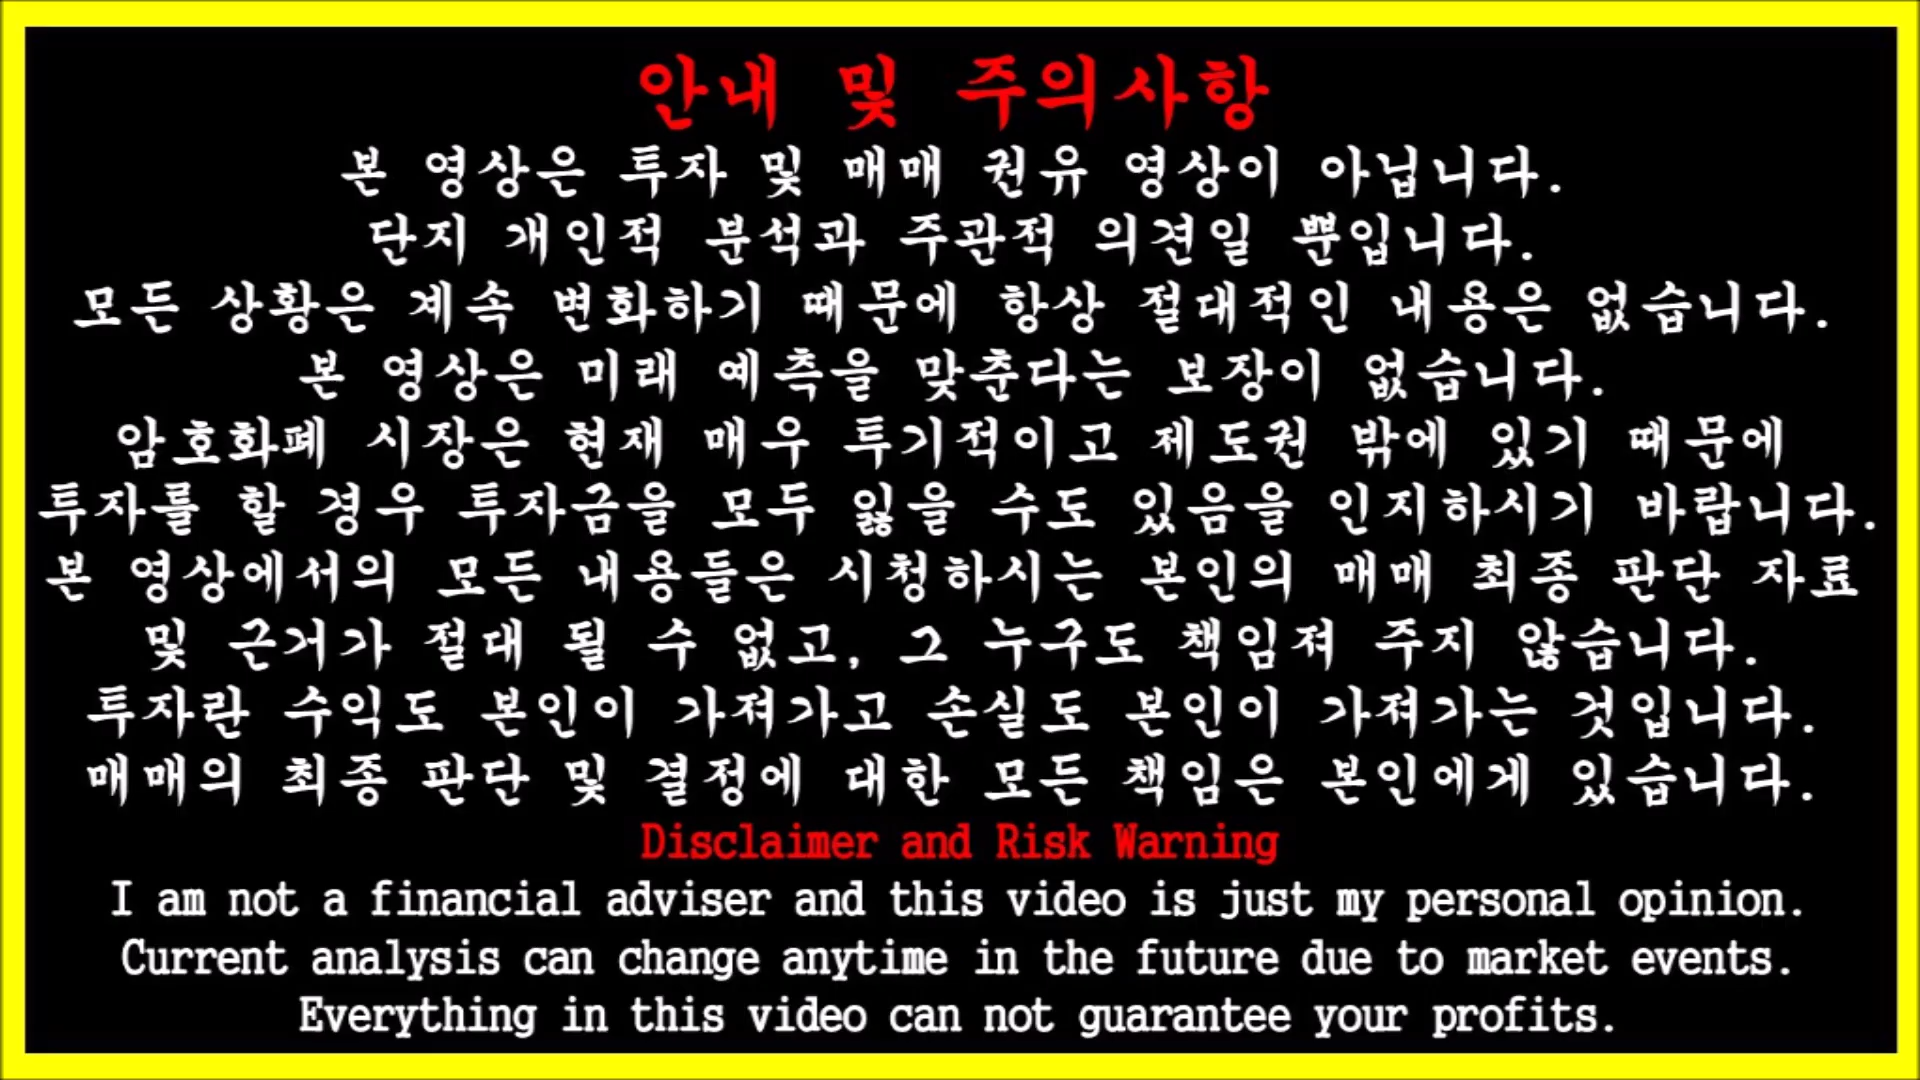 안내 및 주의사항
본 영상은 투자 및 매매 권유 영상이 아닙니다.
단지 개인적 분석과 주관적 의견일 뿐입니다.
모든 상황은 계속 변화하기 때문에 항상 절대적인 내용은 없습니다.
본 영상은 미래 예측을 맞춘다는 보장이 없습니다.
암호화폐 시장은 현재 매우 투기적이고 제도권 밖에 있기 때문에
투자를 할 경우 투자금을 모두 잃을 수도 있음을 인지하시기 바랍니다.
본 영상에서의 모든 내용들은 시청하시는 본인의 매매 최종 판단 자료
및 근거가 절대 될 수 없고, 그 누구도 책임져 주지 않습니다.
투자란 수익도 본인이 가져가고 손실도 본인이 가져가는 것입니다.
매매의 최종 판단 및 결정에 대한 모든 책임은 본인에게 있습니다.
Disclaimer and Risk Warning
I am not a financial adviser and this video is just my personal opinion.
Current analysis can change anytime in the future due to market events.
Everything in this video can not guarantee your profits.